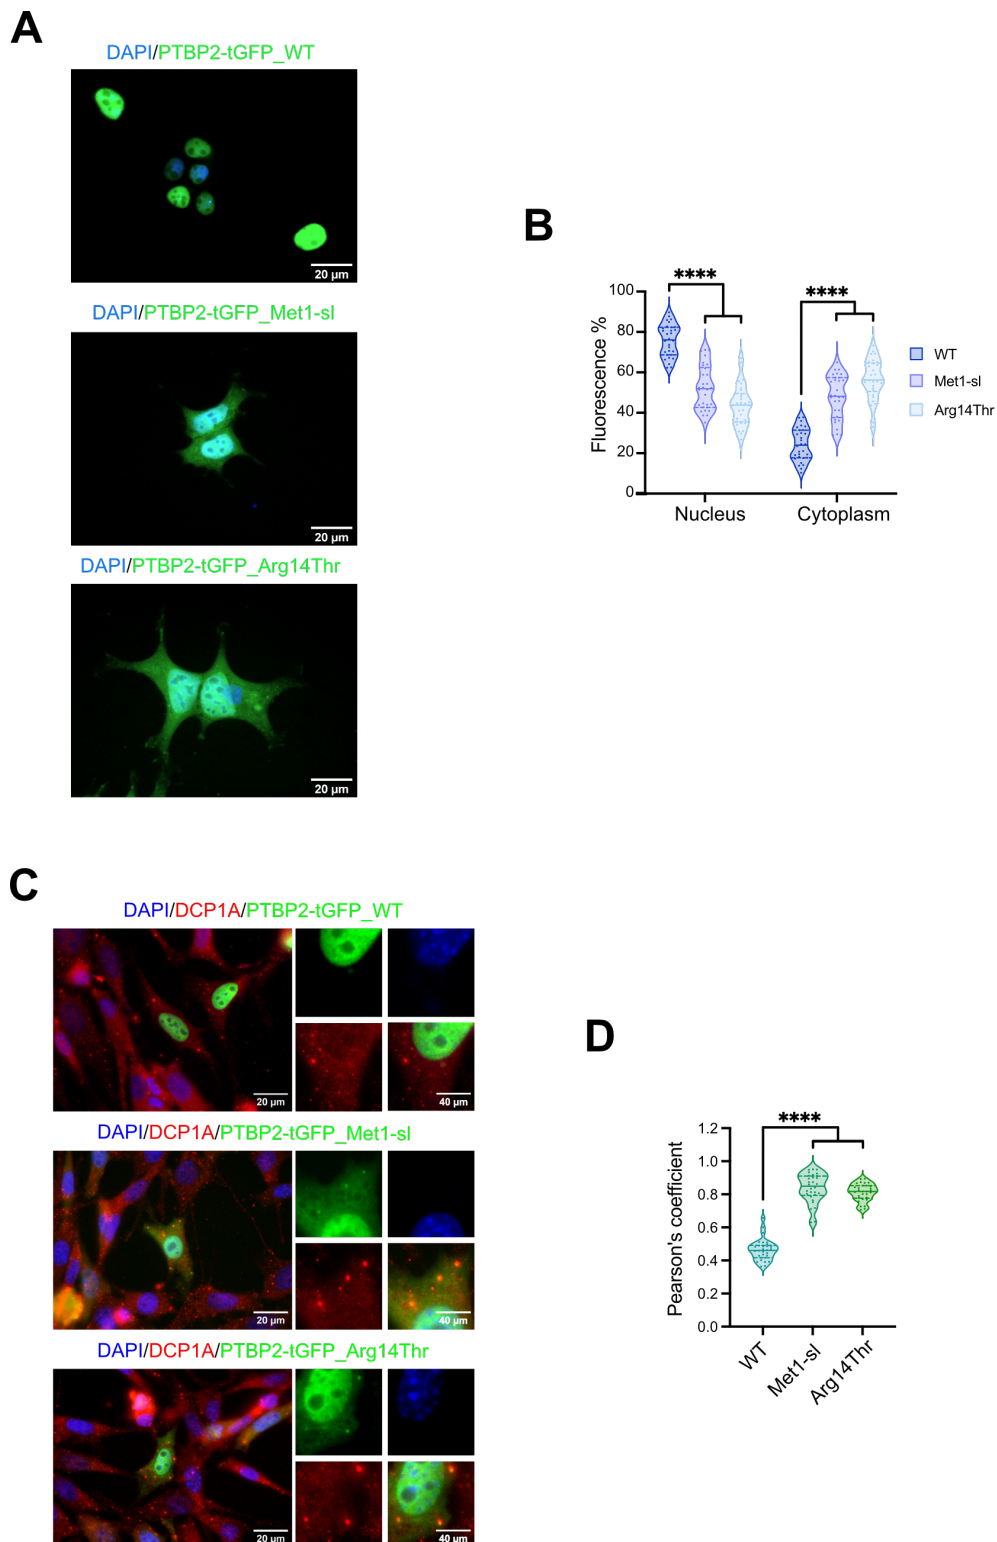 A
DAPI/PTBP2-tGFP_WT
20 µm
DAPI/PTBP2-tGFP_Met1-sl
20 µm
DAPI/PTBP2-tGFP_Arg14Thr
20 µm
B
****
****
100
80
60
40
20
0
Fluorescence %
Nucleus
Cytoplasm
WT
Met1-sl
Arg14Thr
C
DAPI/DCP1A/PTBP2-tGFP_WT
20 µm
40 µm
DAPI/DCP1A/PTBP2-tGFP_Met1-sl
20 µm
40 µm
DAPI/DCP1A/PTBP2-tGFP_Arg14Thr
20 µm
40 µm
D
****
1.2
1.0
0.8
0.6
0.4
0.2
0.0
Pearson's coefficient
WT
Met1-sl
Arg14Thr